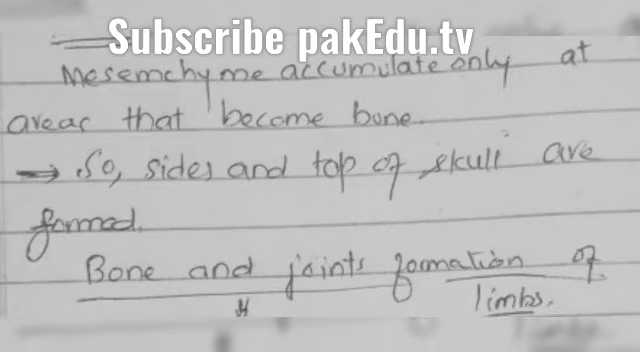 Subscribe pakEdu.tv
Mesemchyme accumulate only at
areas that become bone.
→ So, sides and top of skull are
formed.
Bone and joints formation of
limbs.